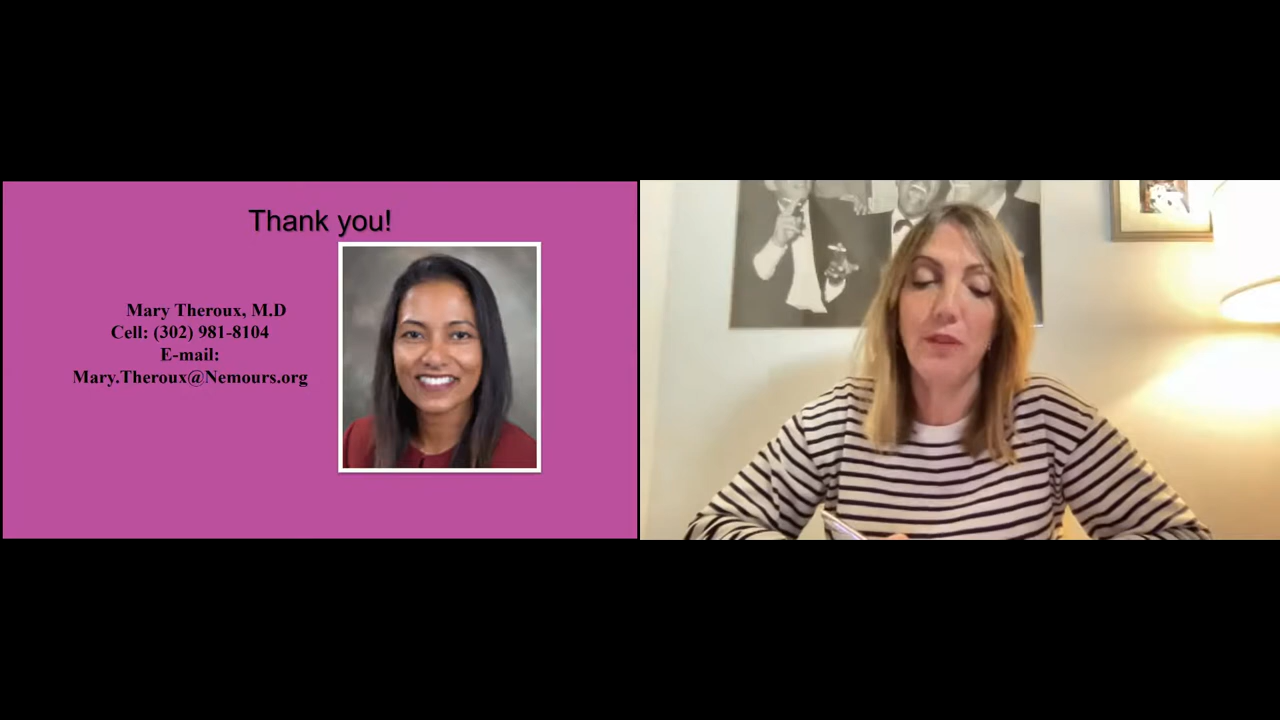 Thank you!
Mary Theroux, M.D
Cell: (302) 981-8104
E-mail:
Mary.Theroux@Nemours.org